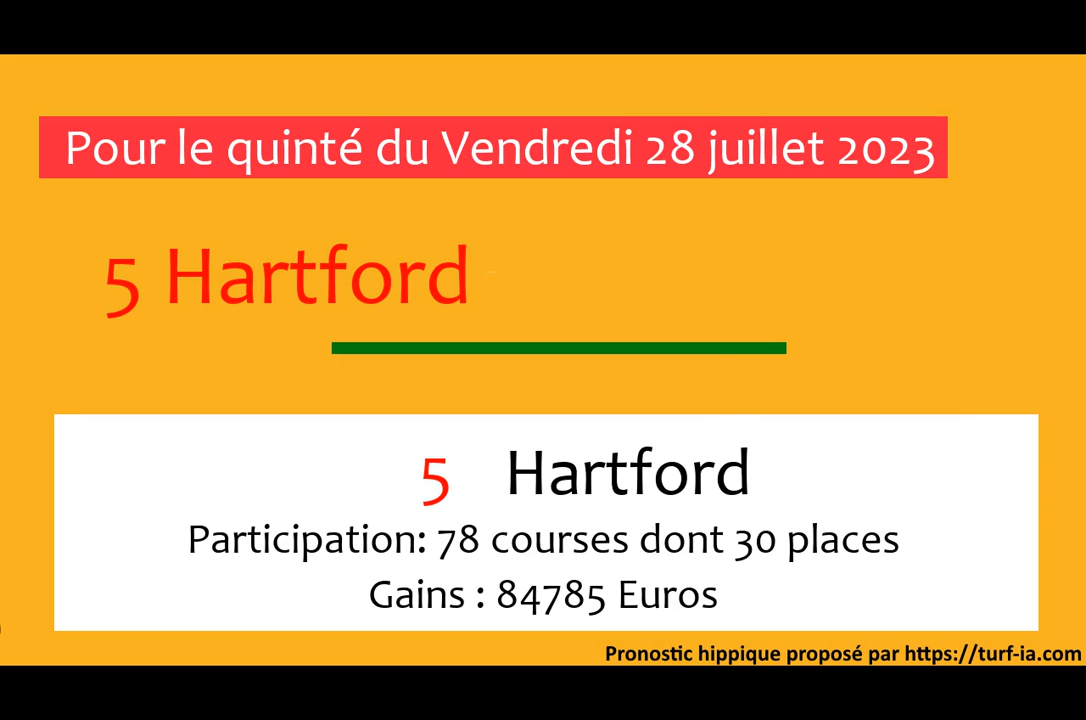 Pour le quinté du Vendredi 28 juillet 2023
5 Hartford
5 Hartford
Participation: 78 courses dont 30 places
Gains : 84785 Euros
Pronostic hippique proposé par https://turf-ia.com